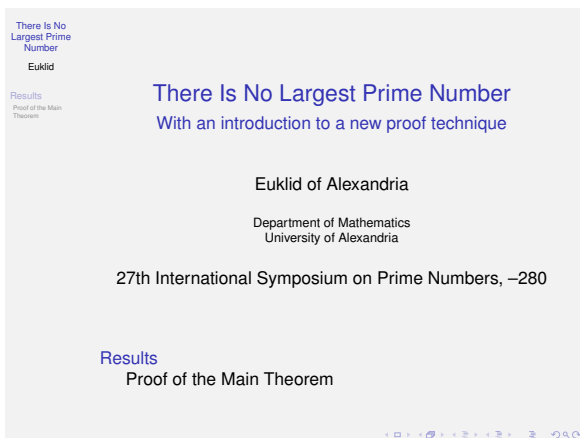 There Is No
Largest Prime
Number
Euklid
Results
Proof of the Main
Theorem
There Is No Largest Prime Number
With an introduction to a new proof technique
Euklid of Alexandria
Department of Mathematics
University of Alexandria
27th International Symposium on Prime Numbers, –280
Results
Proof of the Main Theorem